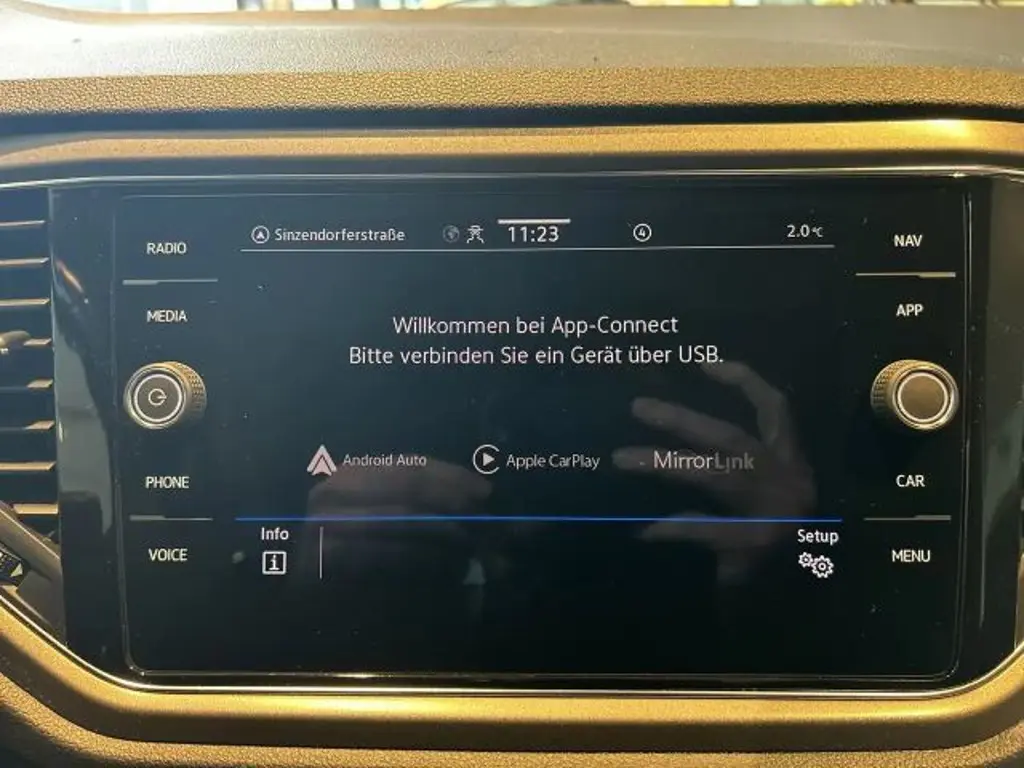 RADIO
MEDIA
PHONE
VOICE
Sinzendorferstraße 11:23 4 2.0°C
Willkommen bei App-Connect
Bitte verbinden Sie ein Gerät über USB.
Android Auto Apple CarPlay MirrorLink
Info Setup
NAV
APP
CAR
MENU